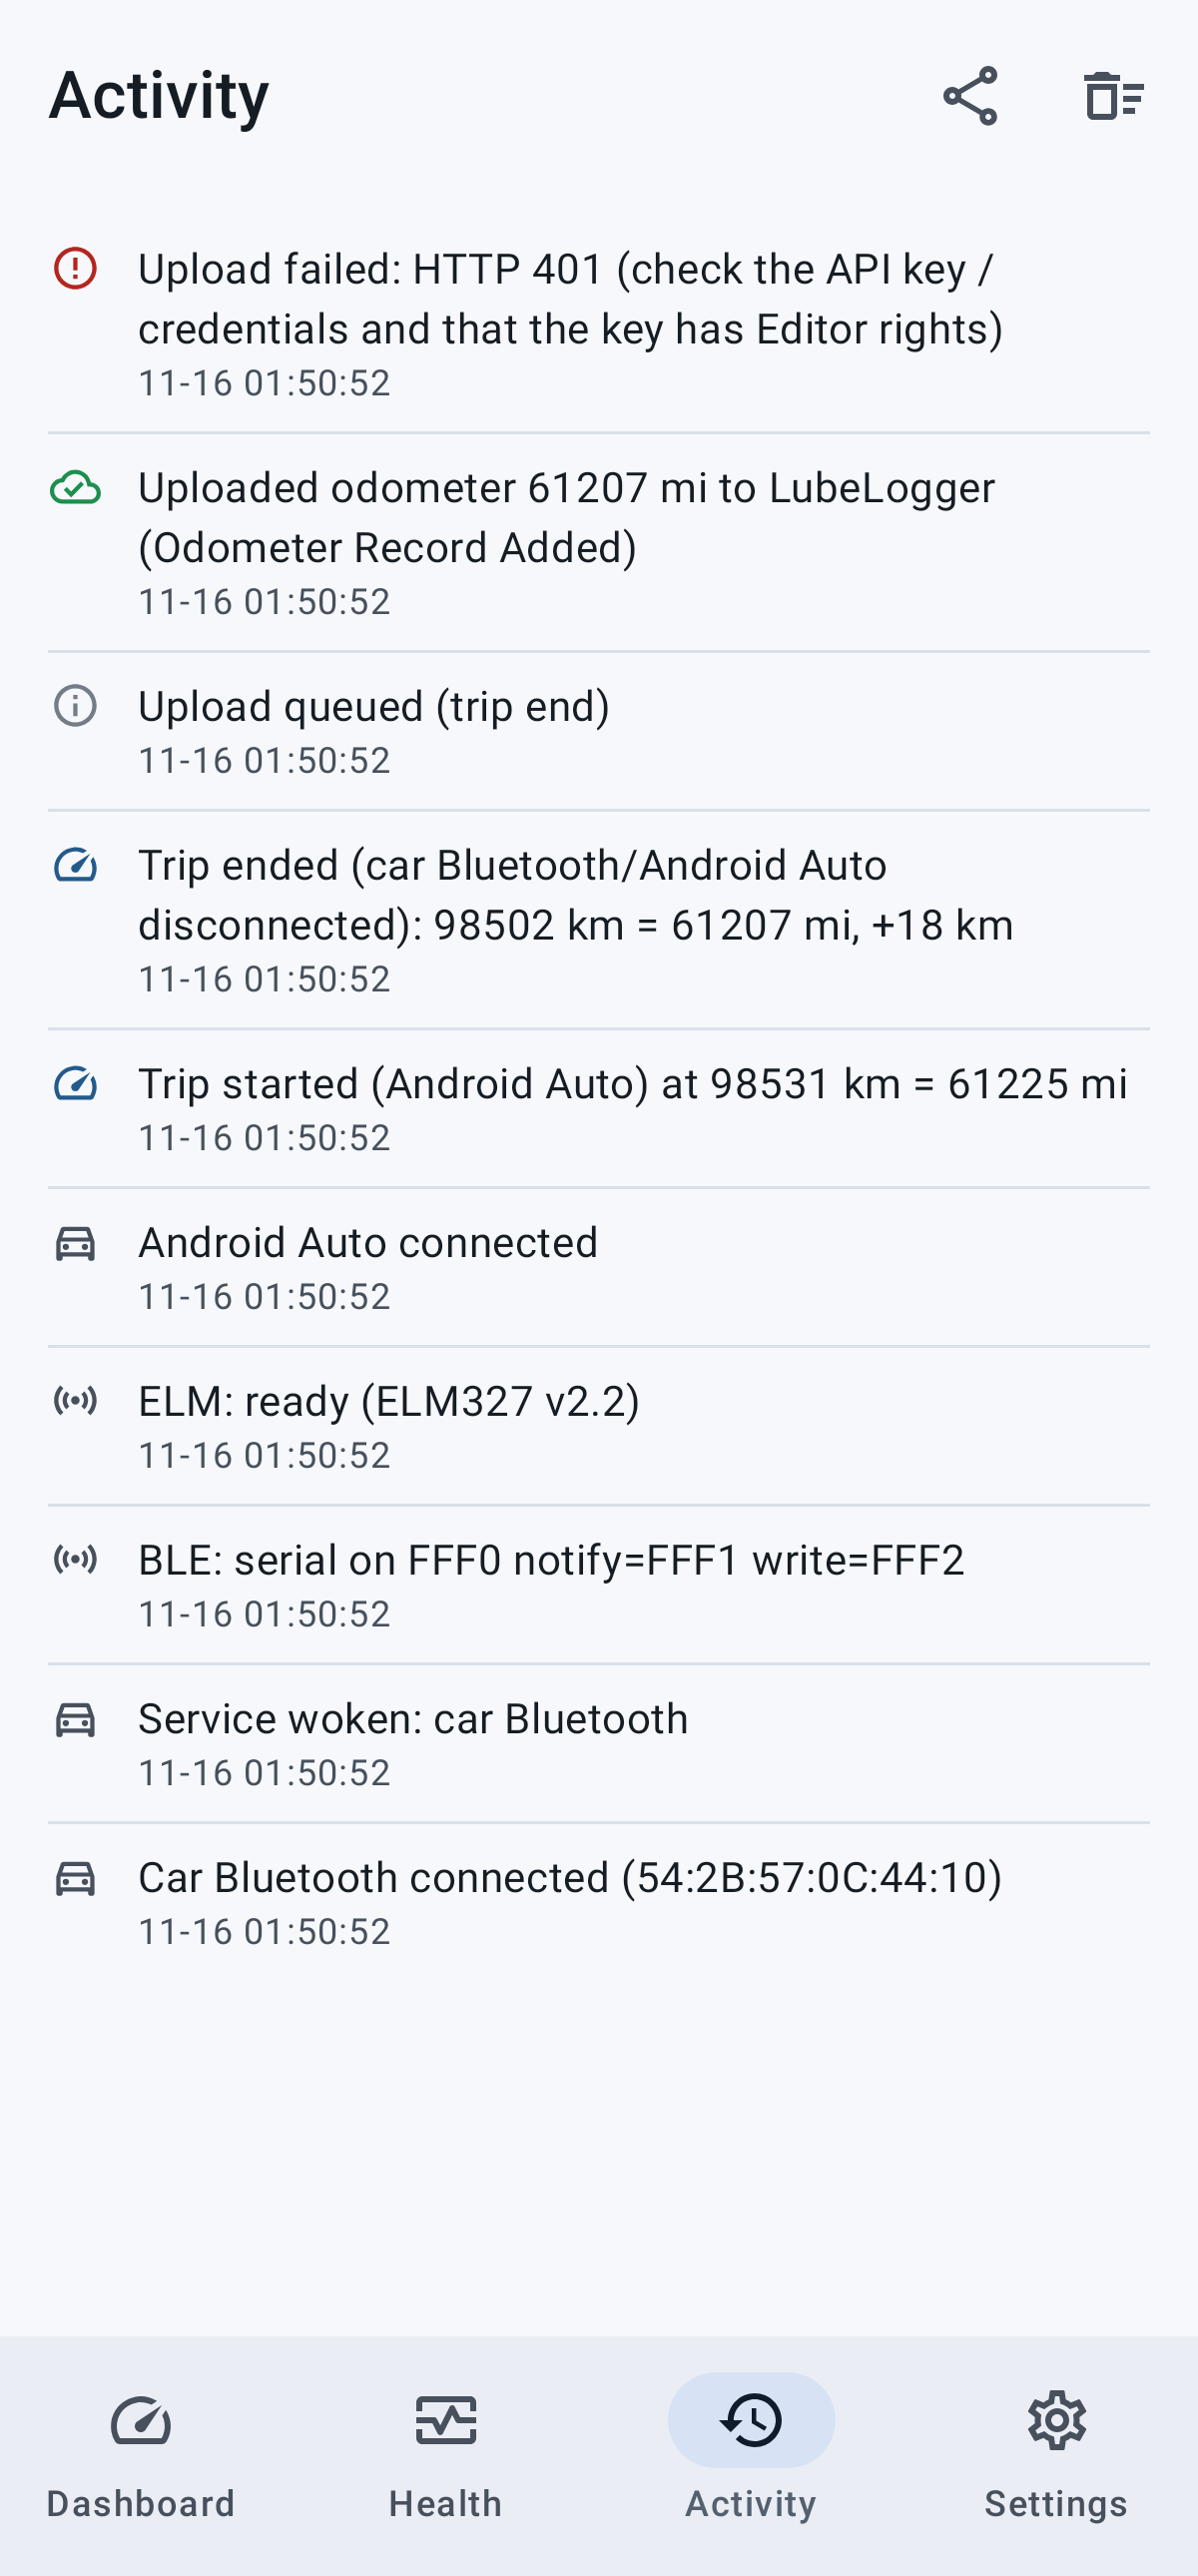 Activity
Upload failed: HTTP 401 (check the API key /
credentials and that the key has Editor rights)
11-16 01:50:52
Uploaded odometer 61207 mi to LubeLogger
(Odometer Record Added)
11-16 01:50:52
Upload queued (trip end)
11-16 01:50:52
Trip ended (car Bluetooth/Android Auto
disconnected): 98502 km = 61207 mi, +18 km
11-16 01:50:52
Trip started (Android Auto) at 98531 km = 61225 mi
11-16 01:50:52
Android Auto connected
11-16 01:50:52
ELM: ready (ELM327 v2.2)
11-16 01:50:52
BLE: serial on FFF0 notify=FFF1 write=FFF2
11-16 01:50:52
Service woken: car Bluetooth
11-16 01:50:52
Car Bluetooth connected (54:2B:57:0C:44:10)
11-16 01:50:52
Dashboard
Health
Activity
Settings